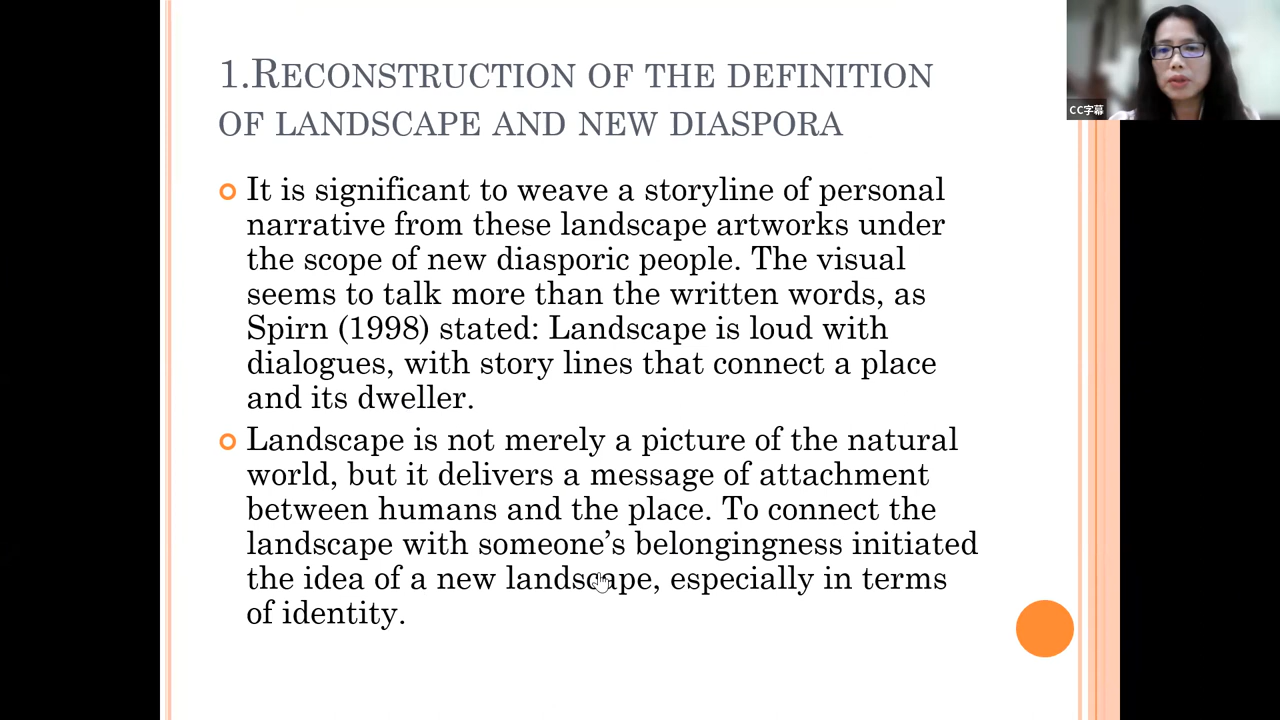 1.RECONSTRUCTION OF THE DEFINITION
OF LANDSCAPE AND NEW DIASPORA
It is significant to weave a storyline of personal
narrative from these landscape artworks under
the scope of new diasporic people. The visual
seems to talk more than the written words, as
Spirn (1998) stated: Landscape is loud with
dialogues, with story lines that connect a place
and its dweller.
Landscape is not merely a picture of the natural
world, but it delivers a message of attachment
between humans and the place. To connect the
landscape with someone’s belongingness initiated
the idea of a new landscape, especially in terms
of identity.
CC字幕